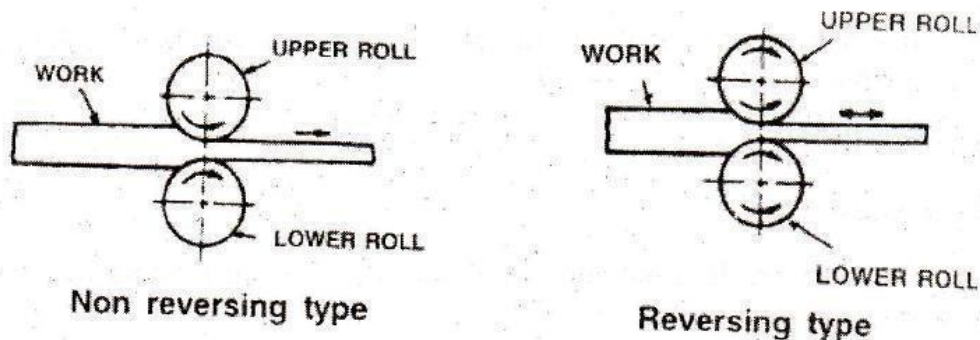 UPPER ROLL
WORK
LOWER ROLL
Non reversing type
UPPER ROLL
WORK
LOWER ROLL
Reversing type